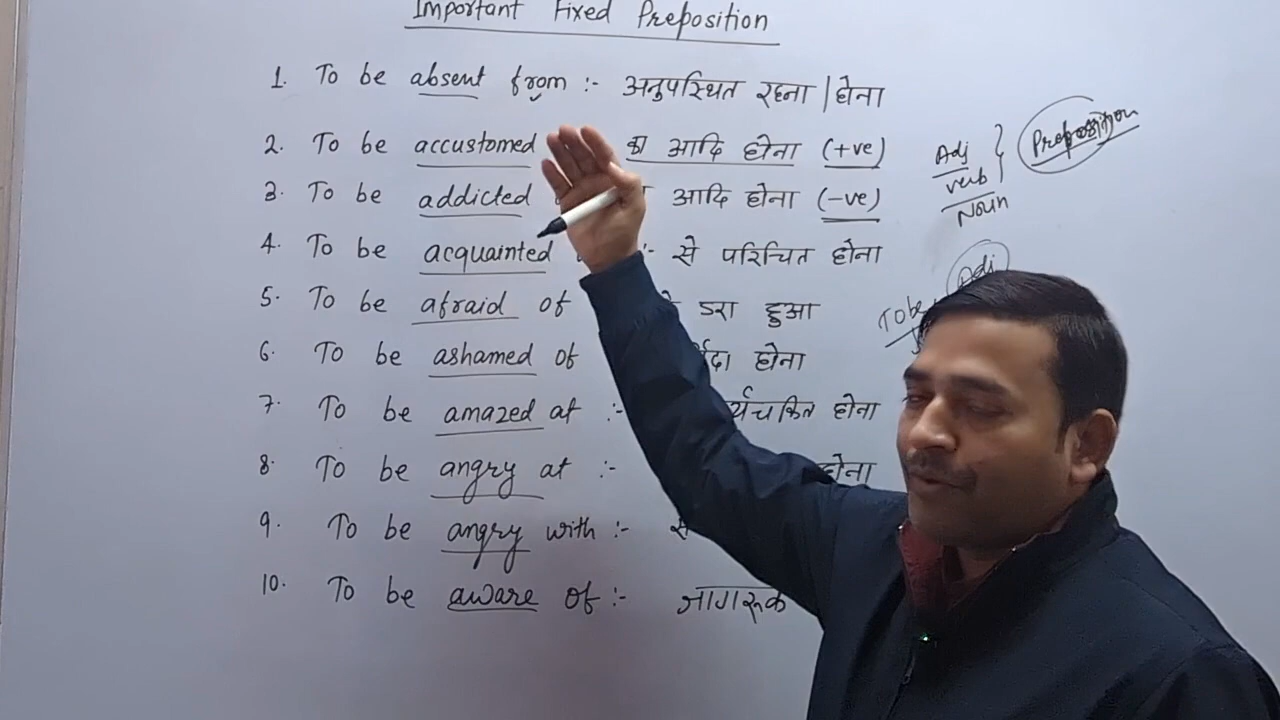 Important Fixed Preposition
1. To be absent from :- अनुपस्थित रहना | होना
2. To be accustomed का आदि होना (+ve)
3. To be addicted आदि होना (-ve)
4. To be acquainted :- से परिचित होना
5. To be afraid of डरा हुआ
6. To be ashamed of होना
7. To be amazed at :- होना
8. To be angry at :- होना
9. To be angry with :- से
10. To be aware of :- जागरूक
Adj
verb
Noun
Preposition
Adj
To be